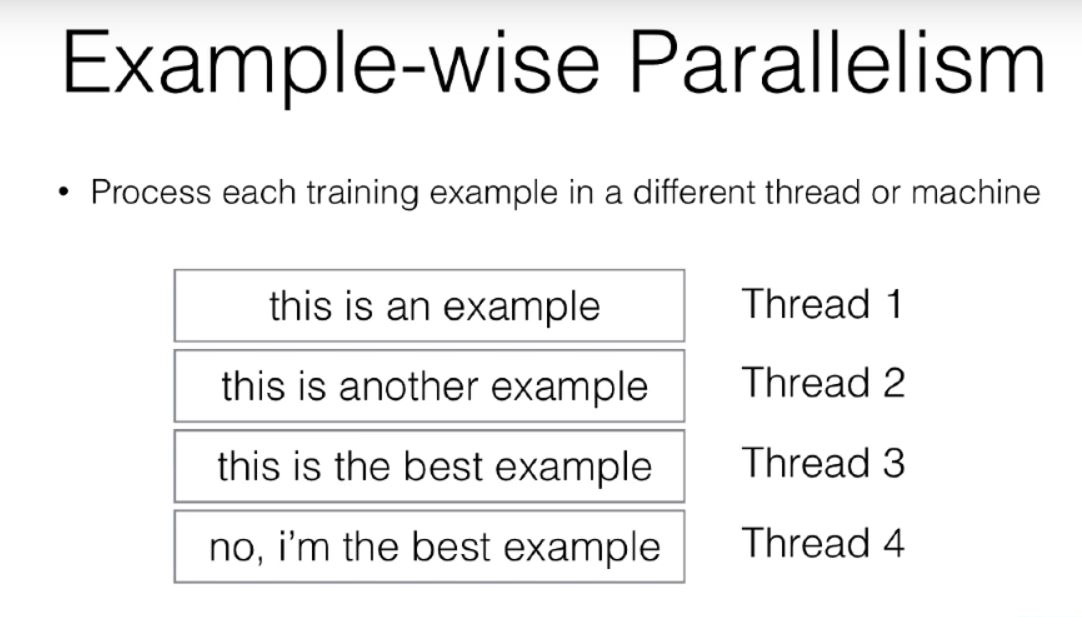 Example-wise Parallelism
• Process each training example in a different thread or machine
this is an example Thread 1
this is another example Thread 2
this is the best example Thread 3
no, i'm the best example Thread 4